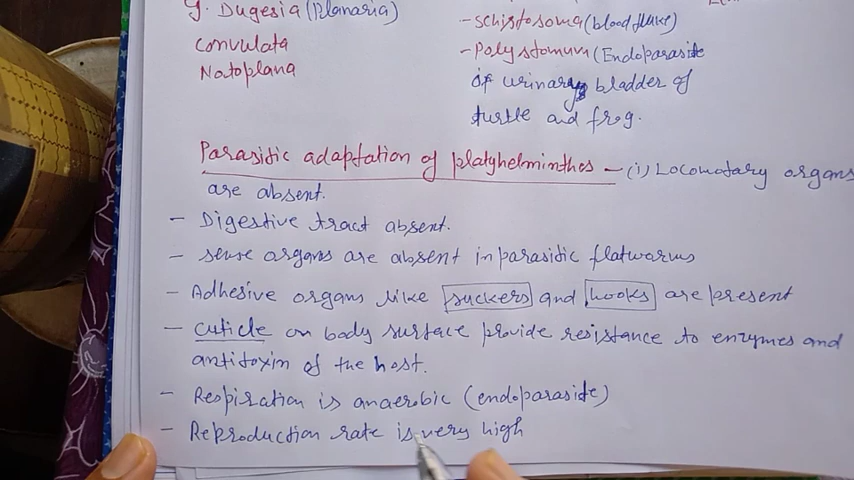 g. Dugesia (Planaria)
Convulata
Notoplana
- Schistosoma (blood fluke)
- Polystomum (Endoparasite
of urinary bladder of
turtle and frog.
Parasitic adaptation of platyhelminthes - (i) Locomotary organs
are absent.
- Digestive tract absent.
- sense organs are absent in parasitic flatwarms
- Adhesive organs like suckers and hooks are present
- Cuticle on body surface provide resistance to enzymes and
antitoxin of the host.
- Respiration is anaerobic (endoparasite)
- Reproduction rate is very high